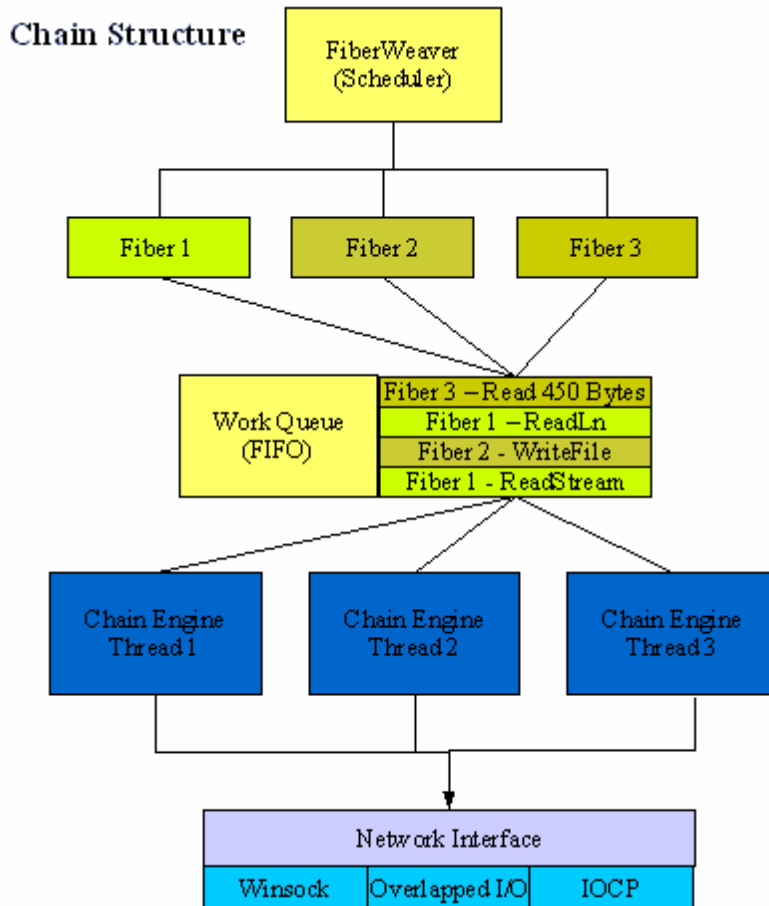 Chain Structure
FiberWeaver
(Scheduler)
Fiber 1
Fiber 2
Fiber 3
Work Queue
(FIFO)
Fiber 3 – Read 450 Bytes
Fiber 1 – ReadLn
Fiber 2 - WriteFile
Fiber 1 - ReadStream
Chain Engine
Thread 1
Chain Engine
Thread 2
Chain Engine
Thread 3
Network Interface
Winsock
Overlapped I/O
IOCP